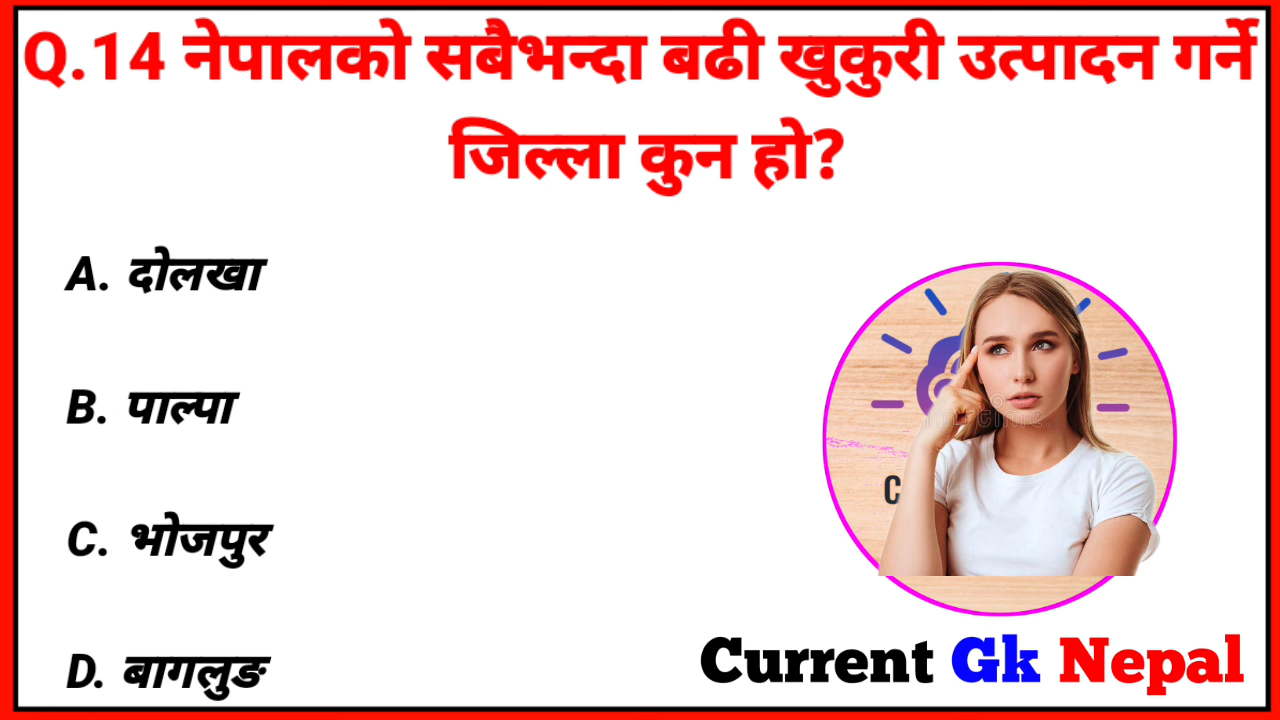 Q.14 नेपालको सबैभन्दा बढी खुकुरी उत्पादन गर्ने
जिल्ला कुन हो?
A. दोलखा
B. पाल्पा
C. भोजपुर
D. बागलुङ
C
Current Gk Nepal